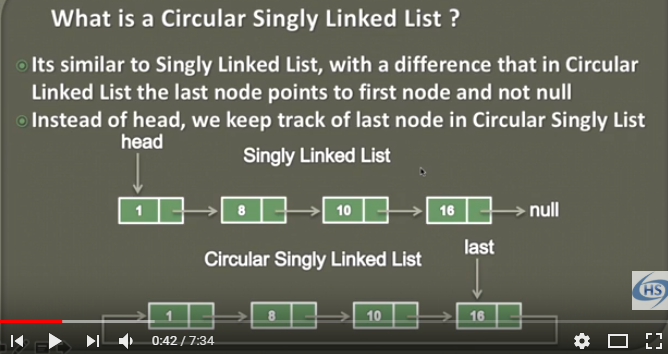 What is a Circular Singly Linked List ?
Its similar to Singly Linked List, with a difference that in Circular
Linked List the last node points to first node and not null
Instead of head, we keep track of last node in Circular Singly List
head
Singly Linked List
1 8 10 16 null
last
Circular Singly Linked List
HS
1 8 10 16
0:42 / 7:34